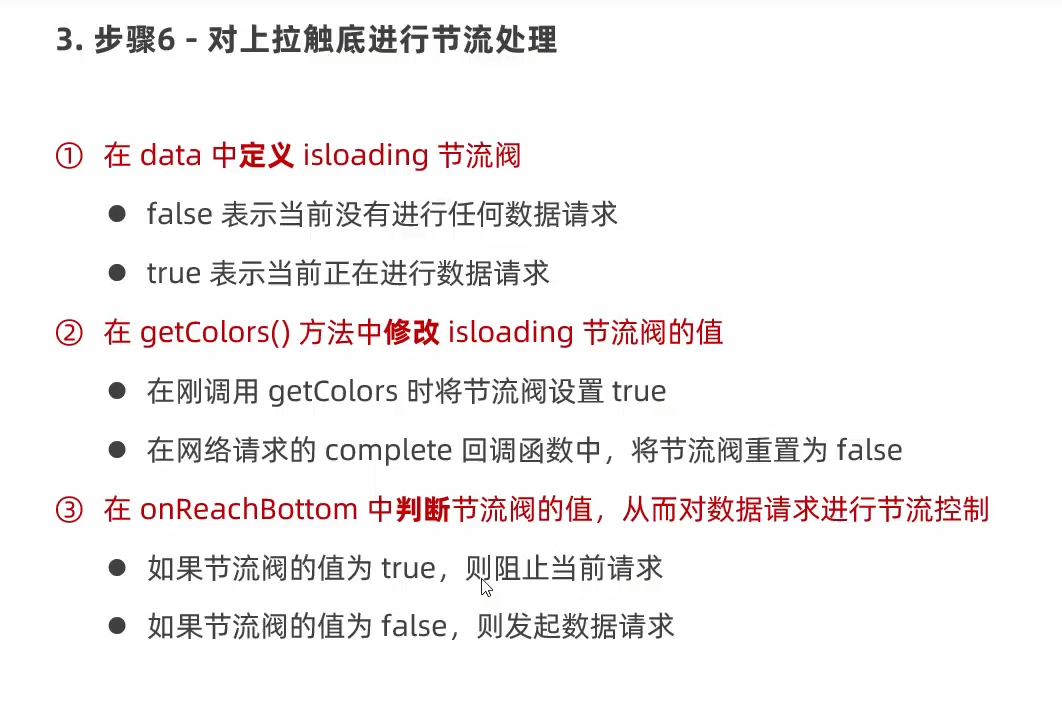 3. 步骤6 - 对上拉触底进行节流处理
① 在 data 中定义 isloading 节流阀
● false 表示当前没有进行任何数据请求
● true 表示当前正在进行数据请求
② 在 getColors() 方法中修改 isloading 节流阀的值
● 在刚调用 getColors 时将节流阀设置 true
● 在网络请求的 complete 回调函数中，将节流阀重置为 false
③ 在 onReachBottom 中判断节流阀的值，从而对数据请求进行节流控制
● 如果节流阀的值为 true，则阻止当前请求
● 如果节流阀的值为 false，则发起数据请求